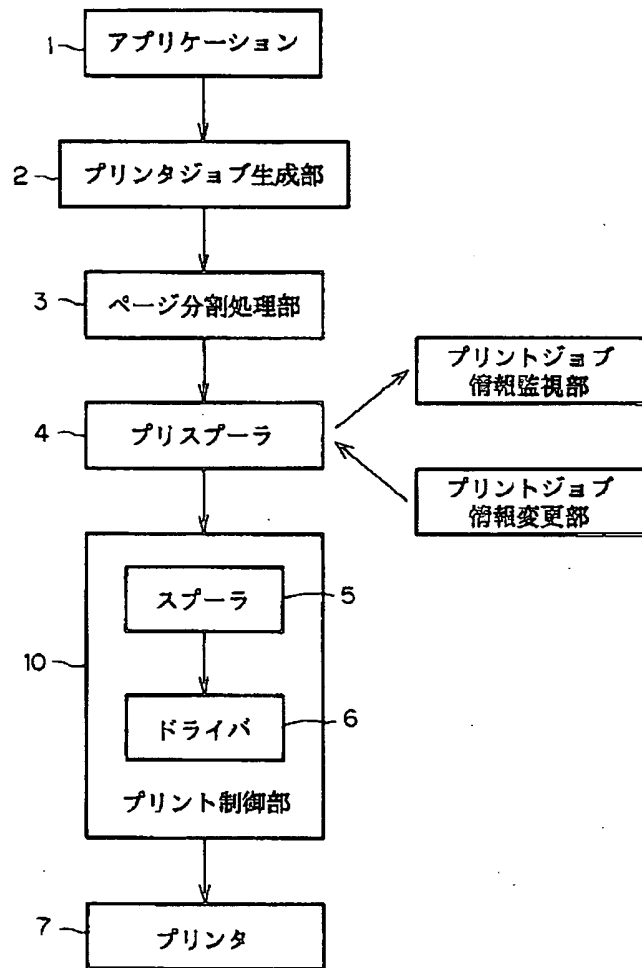 1 アプリケーション
2 プリンタジョブ生成部
3 ページ分割処理部
プリントジョブ
情報監視部
4 プリスプーラ
プリントジョブ
情報変更部
スプーラ 5
10
ドライバ 6
プリント制御部
7 プリンタ